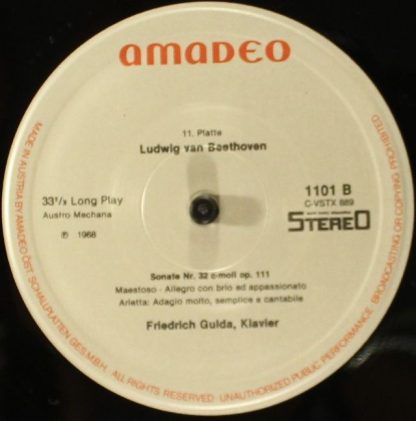 amadeo
11. Platte
Ludwig van Beethoven
33 1/3 Long Play
Austro Mechana
℗ 1968
1101 B
C-VSTX 889
STEREO
Sonate Nr. 32 c-moll op. 111
Maestoso - Allegro con brio ed appassionato
Arietta: Adagio molto, semplice e cantabile
Friedrich Gulda, Klavier
MADE IN AUSTRIA BY AMADEO ÖST. SCHALLPLATTEN GES.M.B.H. · ALL RIGHTS RESERVED · UNAUTHORIZED PUBLIC PERFORMANCE BROADCASTING OR COPYING PROHIBITED